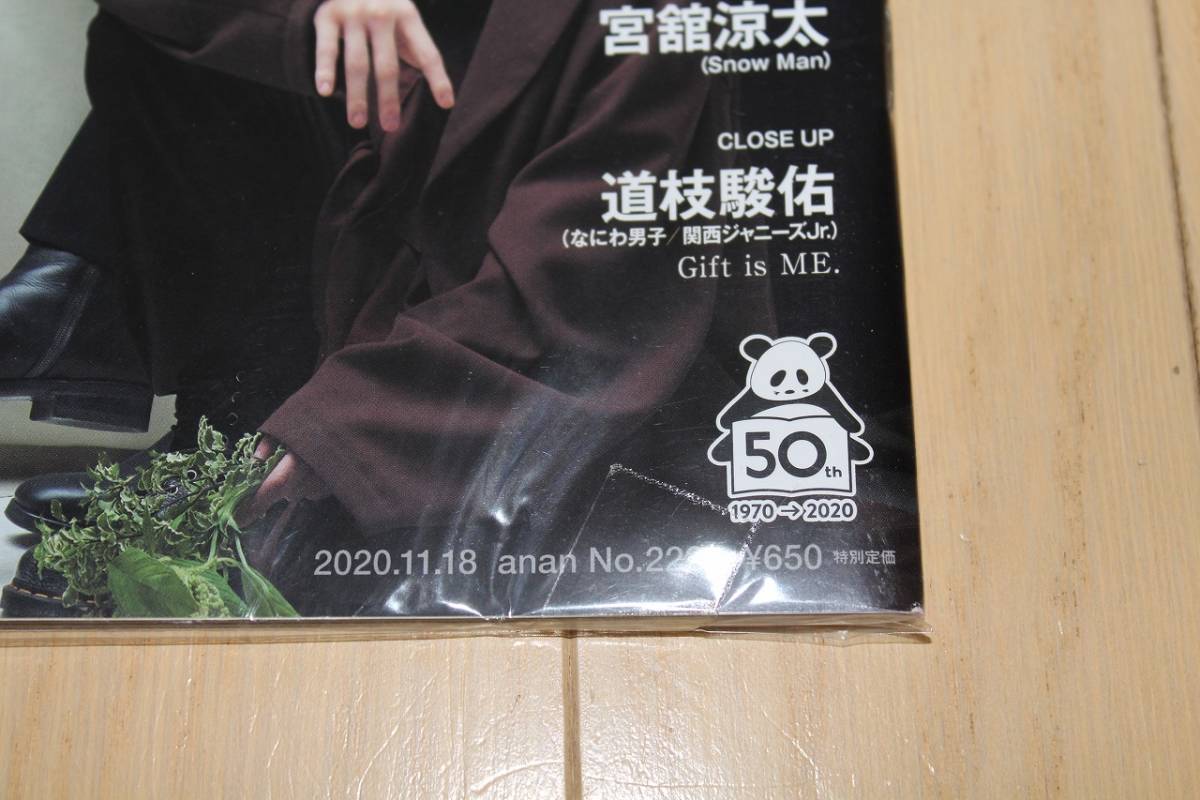 宮舘涼太
(Snow Man)
CLOSE UP
道枝駿佑
(なにわ男子/関西ジャニーズJr.)
Gift is ME.
50th
1970→2020
2020.11.18 anan ¥650 特別定価